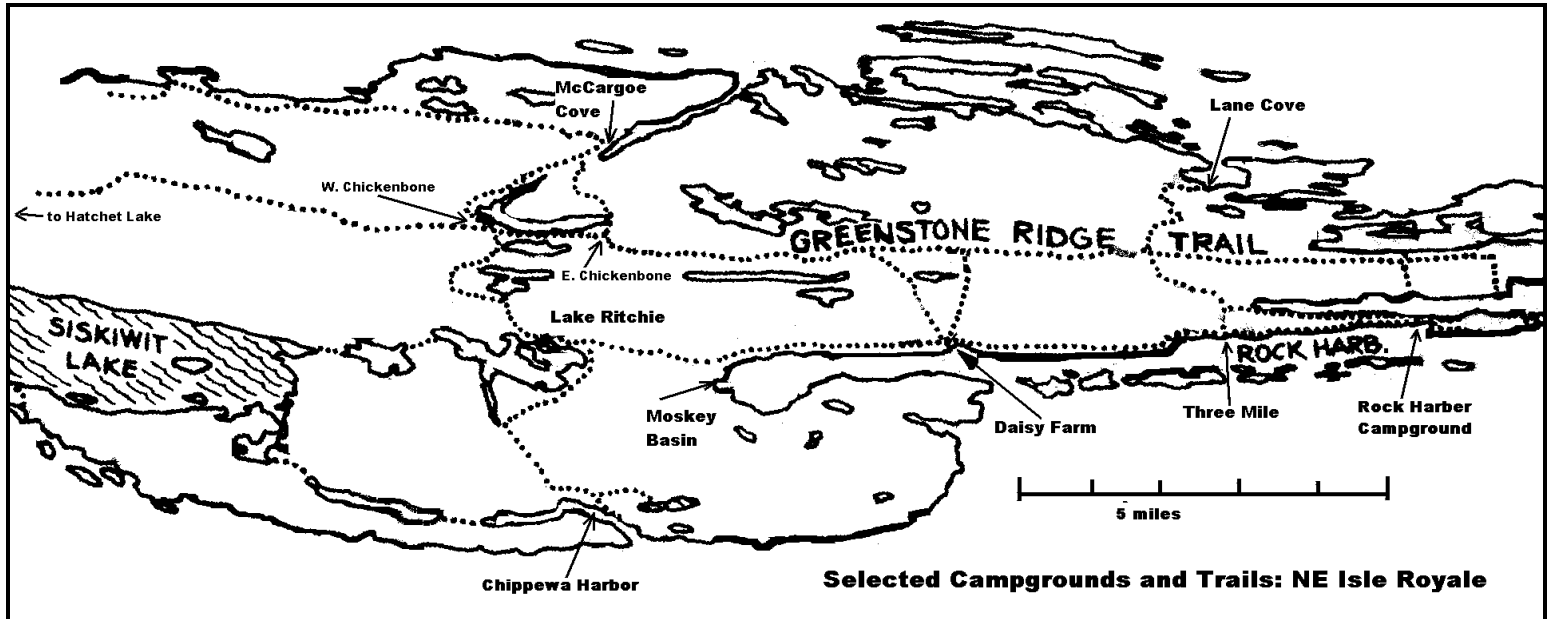 McCargoe
Cove
Lane Cove
W. Chickenbone
to Hatchet Lake
GREENSTONE RIDGE TRAIL
E. Chickenbone
Lake Ritchie
SISKIWIT
LAKE
ROCK HARB.
Moskey
Basin
Daisy Farm
Three Mile
Rock Harber
Campground
5 miles
Chippewa Harbor
Selected Campgrounds and Trails: NE Isle Royale